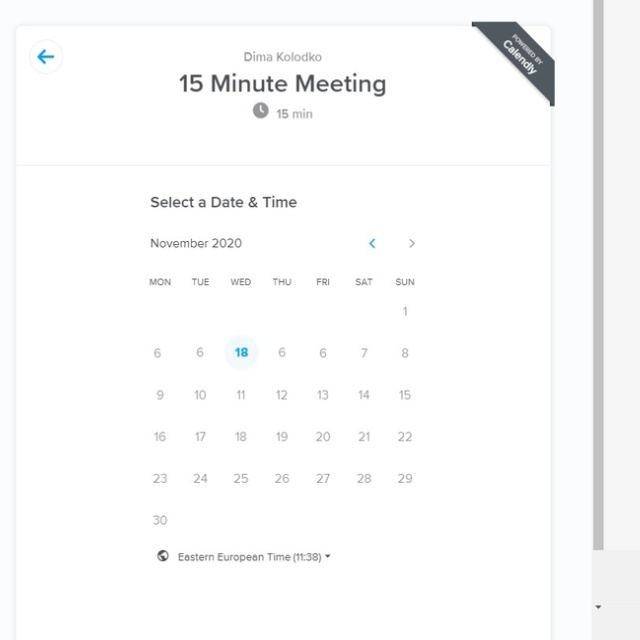 Dima Kolodko
15 Minute Meeting
15 min
POWERED BY
Calendly
Select a Date & Time
November 2020
MON TUE WED THU FRI SAT SUN
1
6 6 18 6 6 7 8
9 10 11 12 13 14 15
16 17 18 19 20 21 22
23 24 25 26 27 28 29
30
Eastern European Time (11:38)